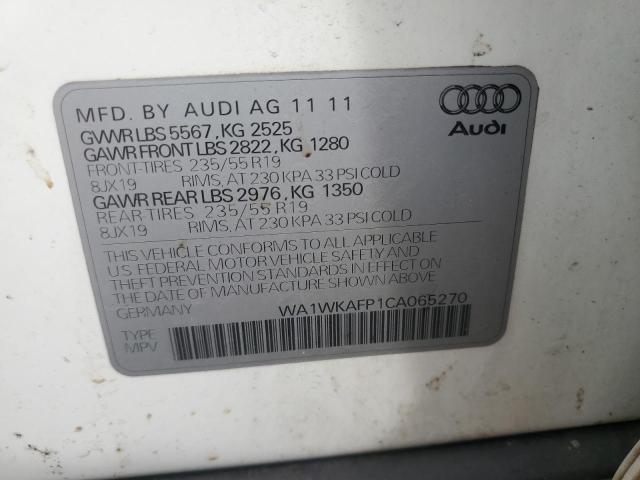 MFD. BY AUDI AG 11 11
GVWR LBS 5567, KG 2525
GAWR FRONT LBS 2822, KG 1280
FRONT-TIRES 235/55 R19
8JX19 RIMS, AT 230 KPA 33 PSI COLD
GAWR REAR LBS 2976, KG 1350
REAR-TIRES 235/55 R19
8JX19 RIMS, AT 230 KPA 33 PSI COLD
THIS VEHICLE CONFORMS TO ALL APPLICABLE
U.S FEDERAL MOTOR VEHICLE SAFETY AND
THEFT PREVENTION STANDARDS IN EFFECT ON
THE DATE OF MANUFACTURE SHOWN ABOVE
GERMANY WA1WKAFP1CA065270
TYPE
MPV
Audi